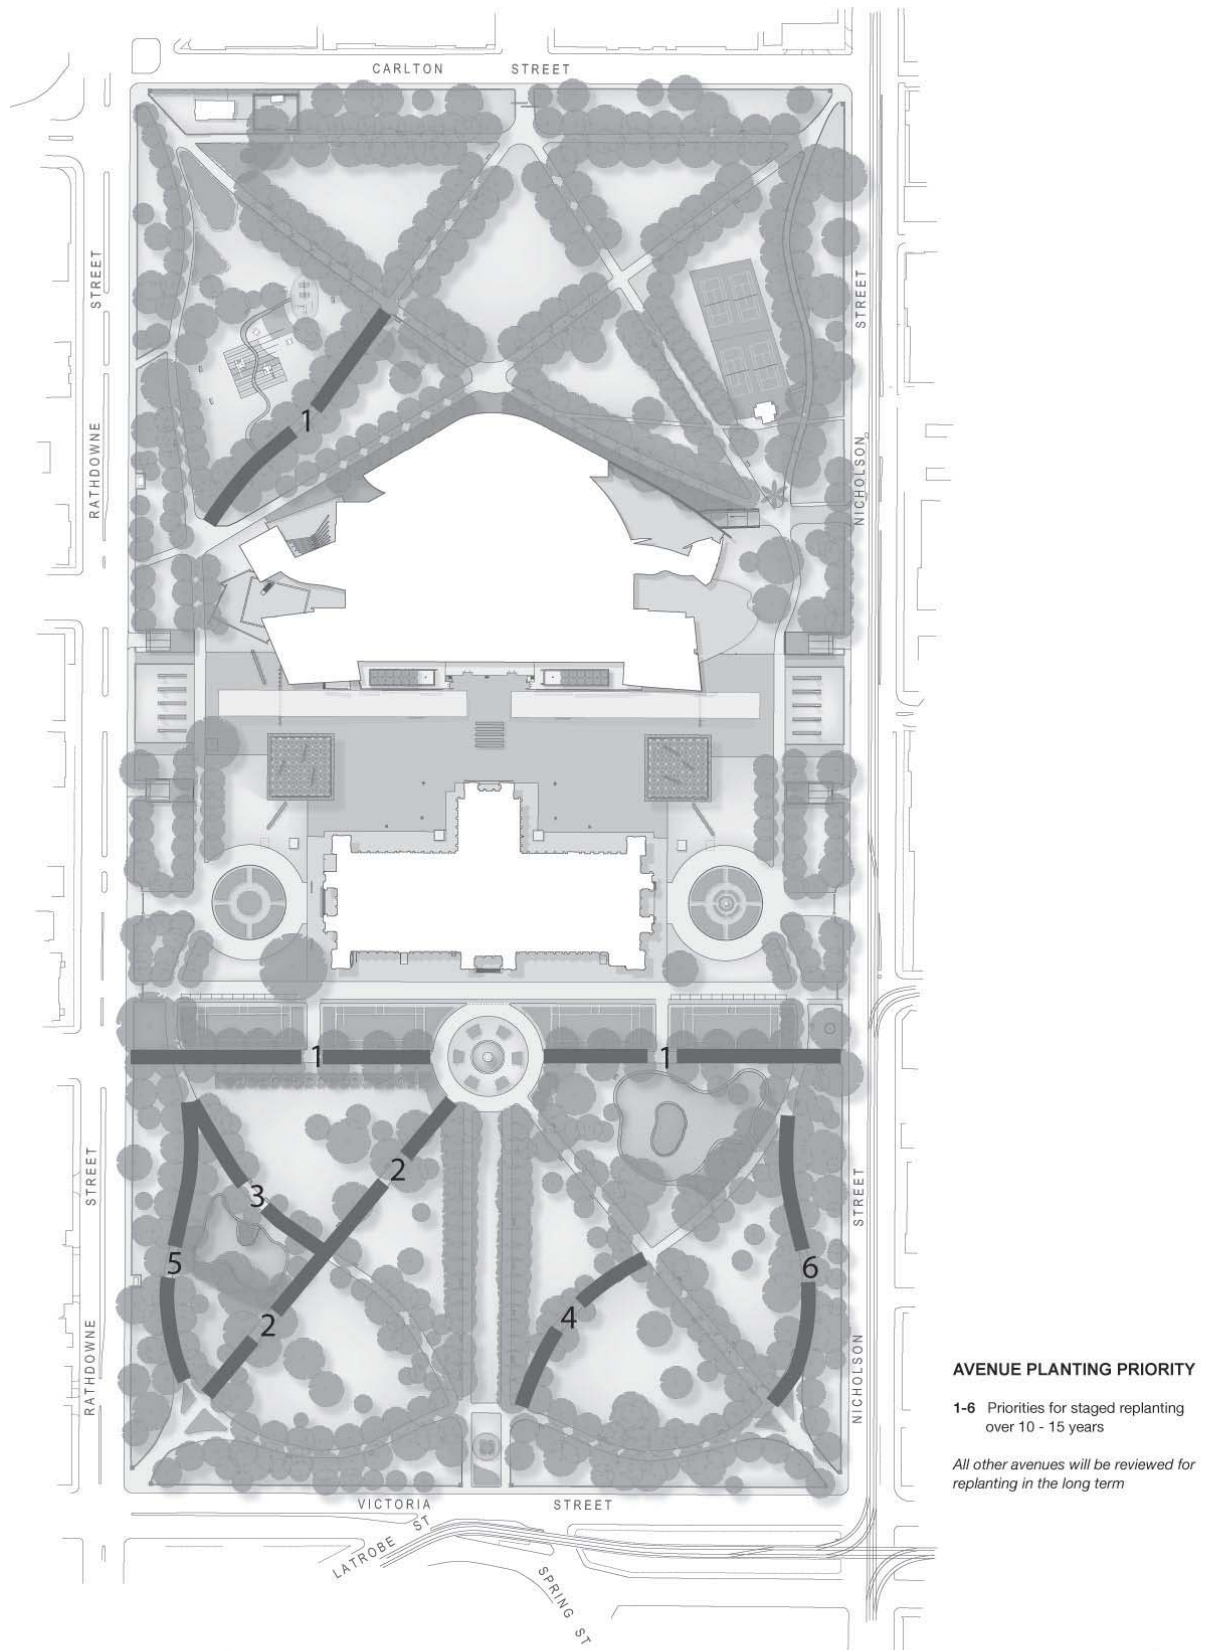 CARLTON STREET
STREET
STREET
1
RATHDOWNE
NICHOLSON
1
1
STREET
STREET
2
3
5
6
4
2
RATHDOWNE
NICHOLSON
AVENUE PLANTING PRIORITY
1-6 Priorities for staged replanting
over 10 - 15 years
All other avenues will be reviewed for
replanting in the long term
VICTORIA STREET
LATROBE ST
SPRING ST